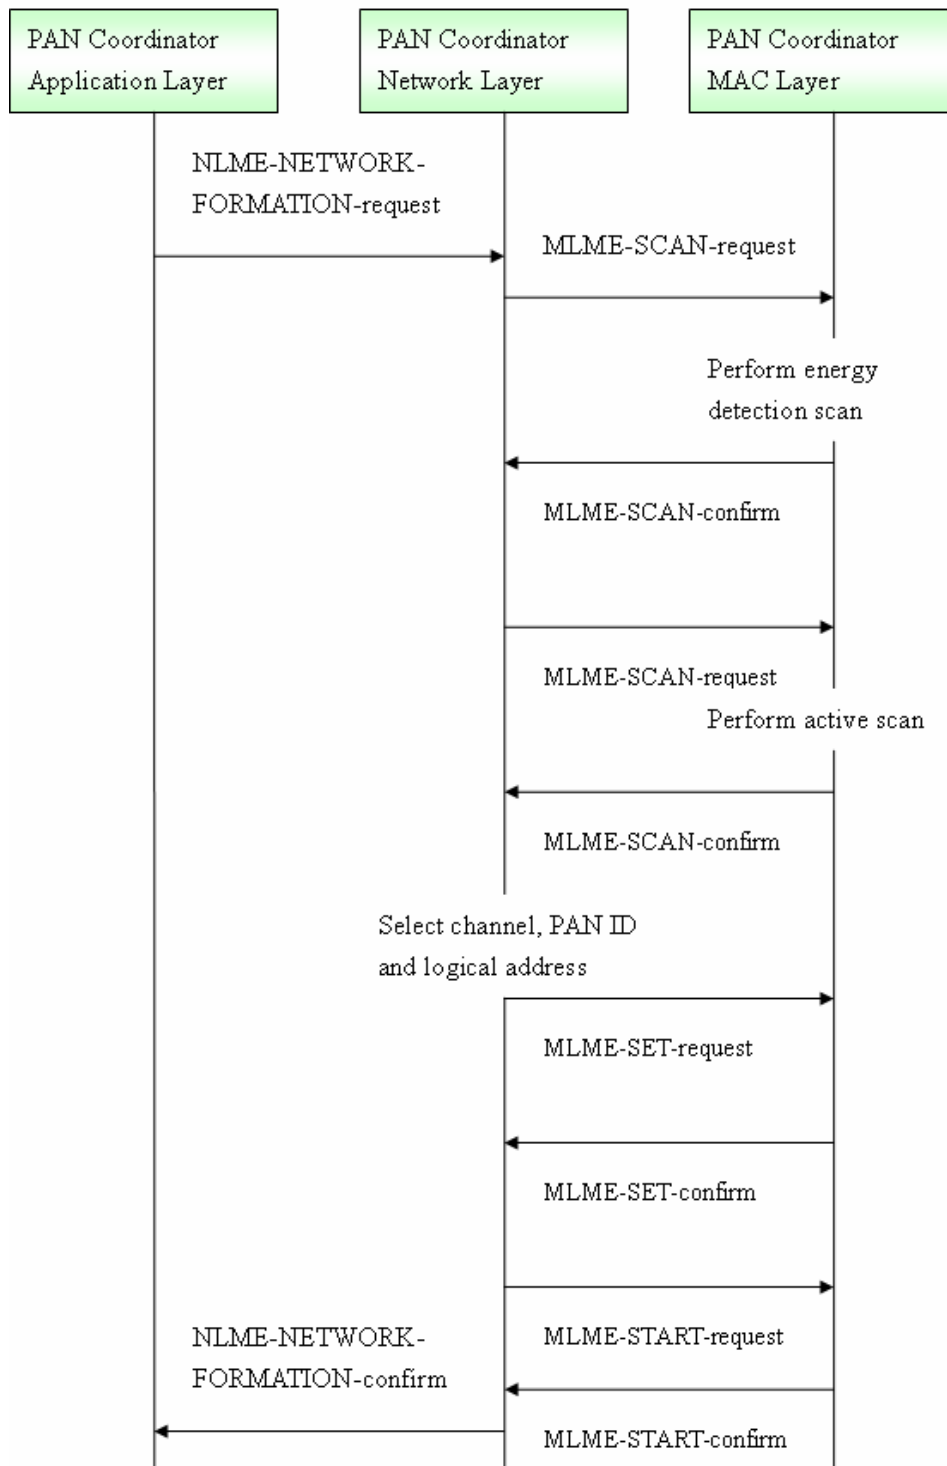 PAN Coordinator
Application Layer
PAN Coordinator
Network Layer
PAN Coordinator
MAC Layer
NLME-NETWORK-
FORMATION-request
MLME-SCAN-request
Perform energy
detection scan
MLME-SCAN-confirm
MLME-SCAN-request
Perform active scan
MLME-SCAN-confirm
Select channel, PAN ID
and logical address
MLME-SET-request
MLME-SET-confirm
MLME-START-request
NLME-NETWORK-
FORMATION-confirm
MLME-START-confirm